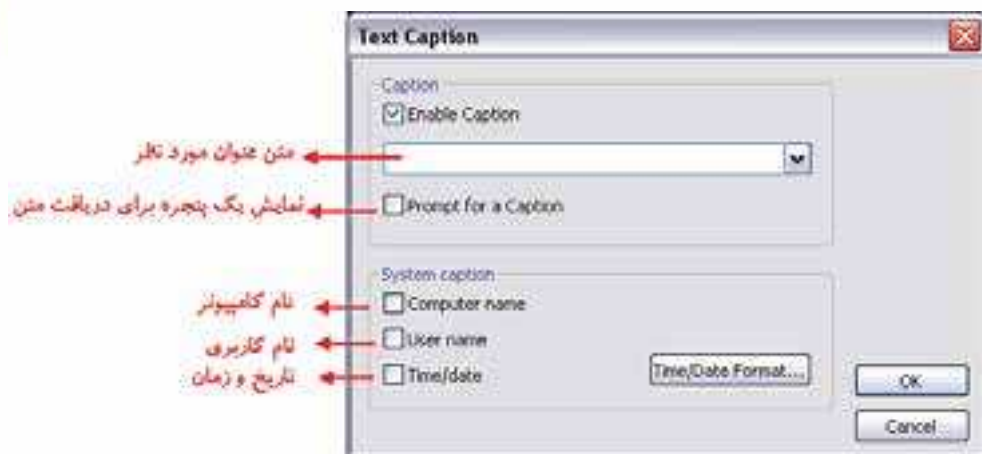 Text Caption
Caption
Enable Caption
متن عنوان مورد نظر
نمایش یک پنجره برای دریافت متن
Prompt for a Caption
System caption
نام کامپیوتر
Computer name
نام کاربری
User name
تاریخ و زمان
Time/date
Time/Date Format...
OK
Cancel